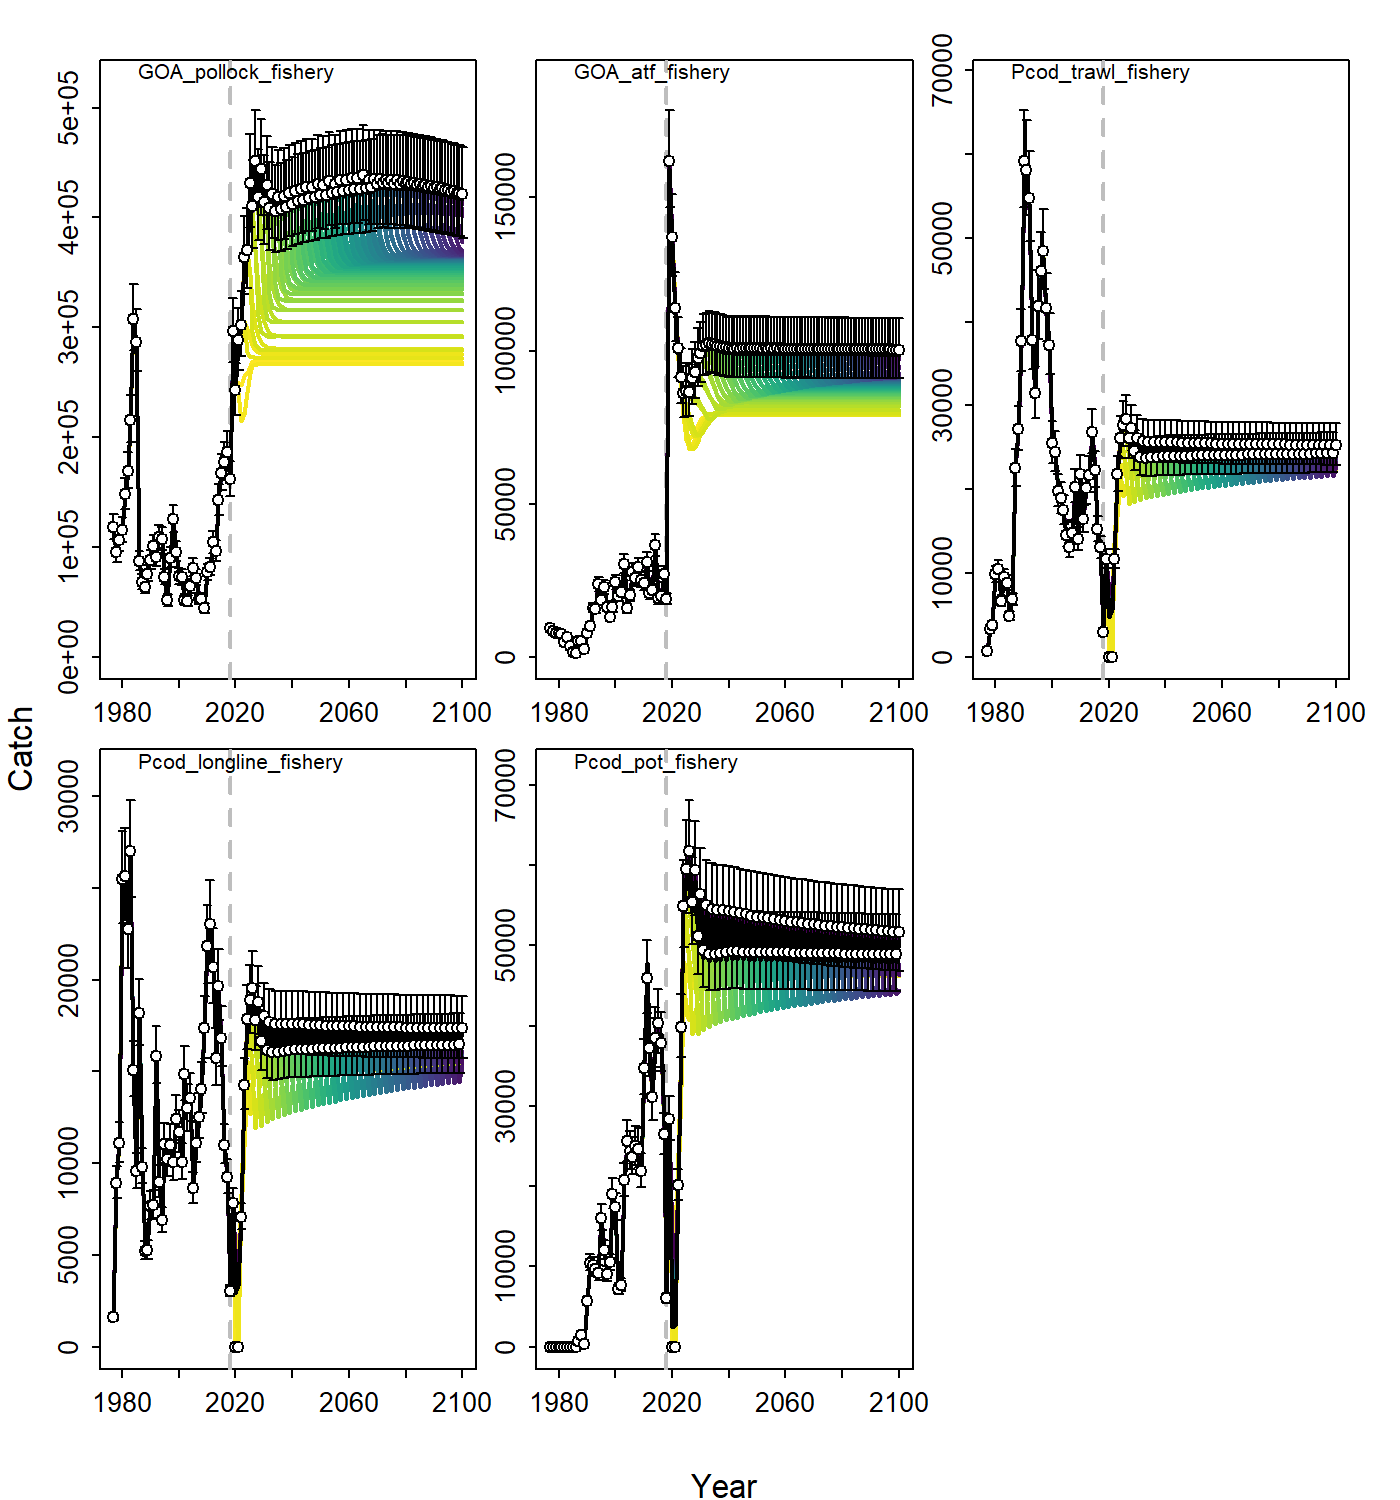 GOA_pollock_fishery
0e+00 1e+05 2e+05 3e+05 4e+05 5e+05
1980 2020 2060 2100
GOA_atf_fishery
0 50000 100000 150000
1980 2020 2060 2100
Pcod_trawl_fishery
0 10000 30000 50000 70000
1980 2020 2060 2100
Catch
Pcod_longline_fishery
0 5000 10000 20000 30000
1980 2020 2060 2100
Pcod_pot_fishery
0 10000 30000 50000 70000
1980 2020 2060 2100
Year